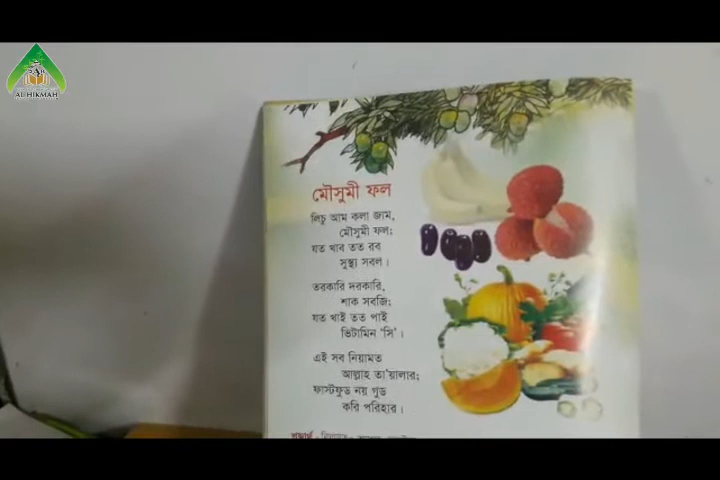 AL HIKMAH
মৌসুমী ফল
লিচু আম কলা জাম,
মৌসুমী ফল;
যত খাব তত রব
সুস্থ্য সবল।
তরকারি দরকারি,
শাক সবজি;
যত খাই তত পাই
ভিটামিন ‘সি’।
এই সব নিয়ামত
আল্লাহ তা’য়ালার;
ফাস্টফুড নয় গুড
করি পরিহার।